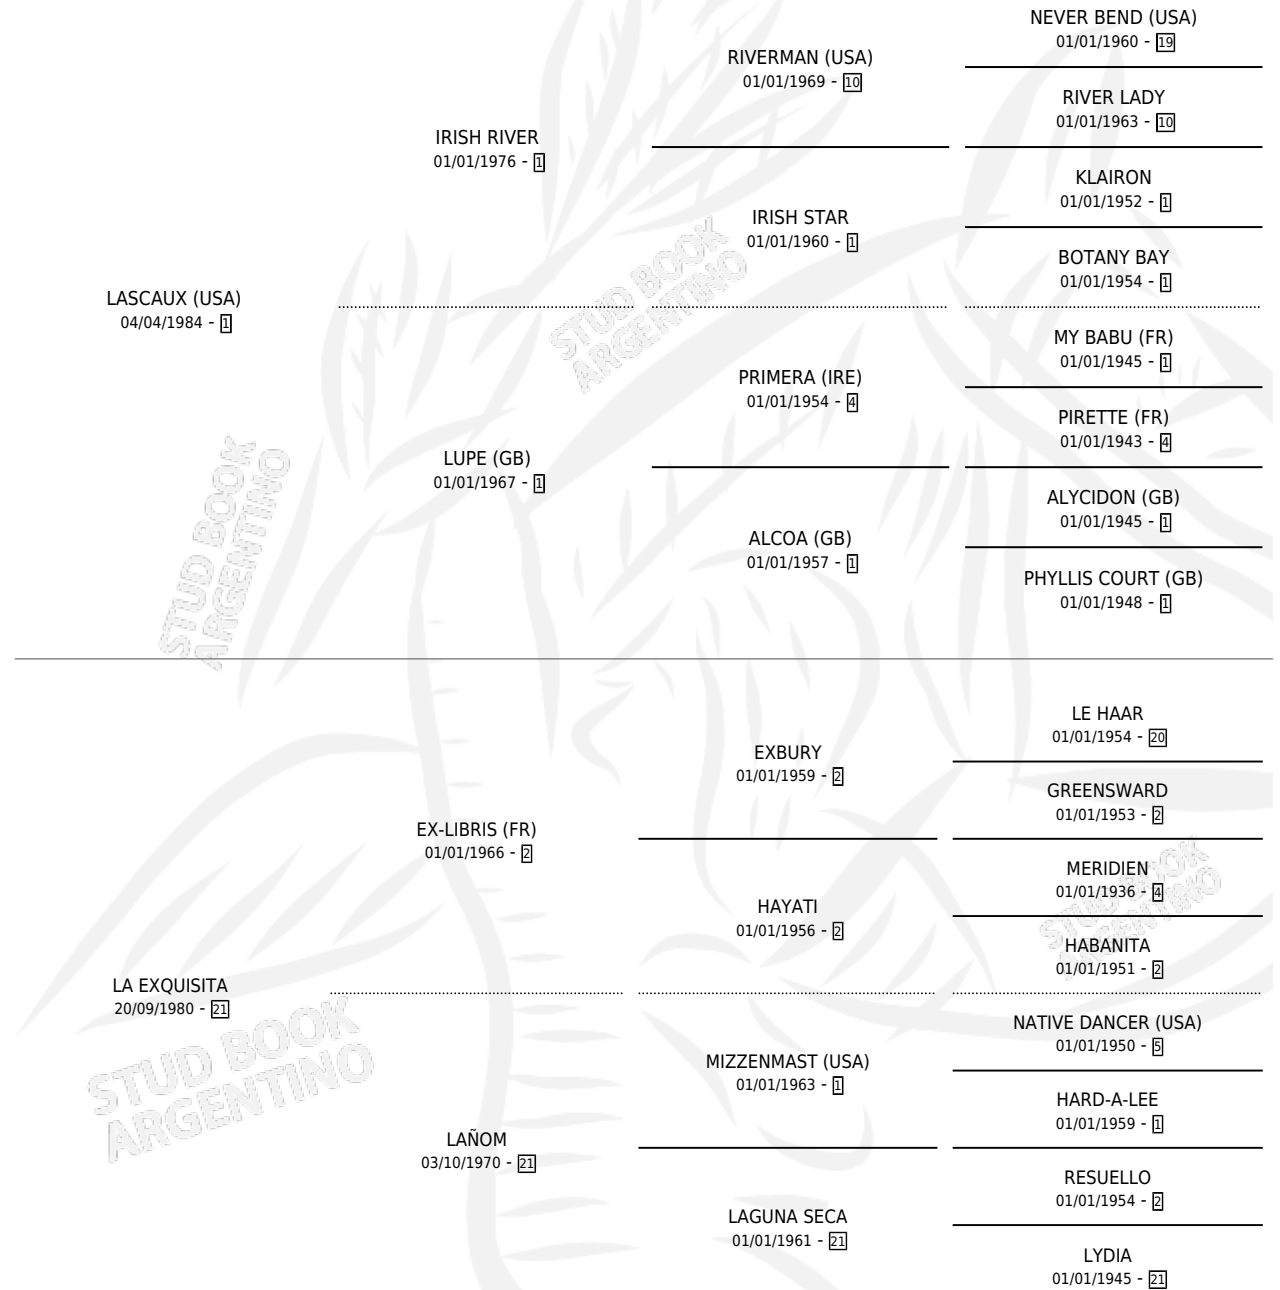 NEVER BEND (USA)
01/01/1960 - 19
RIVERMAN (USA)
01/01/1969 - 10
RIVER LADY
01/01/1963 - 10
IRISH RIVER
01/01/1976 - 1
KLAIRON
01/01/1952 - 1
IRISH STAR
01/01/1960 - 1
BOTANY BAY
01/01/1954 - 1
LASCAUX (USA)
04/04/1984 - 1
STUD BOOK
ARGENTINO
MY BABU (FR)
01/01/1945 - 1
PRIMERA (IRE)
01/01/1954 - 4
PIRETTE (FR)
01/01/1943 - 4
LUPE (GB)
01/01/1967 - 1
ALYCIDON (GB)
01/01/1945 - 1
ALCOA (GB)
01/01/1957 - 1
PHYLLIS COURT (GB)
01/01/1948 - 1
STUD BOOK
ARGENTINO
LE HAAR
01/01/1954 - 20
EXBURY
01/01/1959 - 2
GREENSWARD
01/01/1953 - 2
EX-LIBRIS (FR)
01/01/1966 - 2
MERIDIEN
01/01/1936 - 4
HAYATI
01/01/1956 - 2
STUD BOOK
ARGENTINO
HABANITA
01/01/1951 - 2
LA EXQUISITA
20/09/1980 - 21
NATIVE DANCER (USA)
01/01/1950 - 5
STUD BOOK
ARGENTINO
MIZZENMAST (USA)
01/01/1963 - 1
HARD-A-LEE
01/01/1959 - 1
LAÑOM
03/10/1970 - 21
RESUELLO
01/01/1954 - 2
LAGUNA SECA
01/01/1961 - 21
LYDIA
01/01/1945 - 21